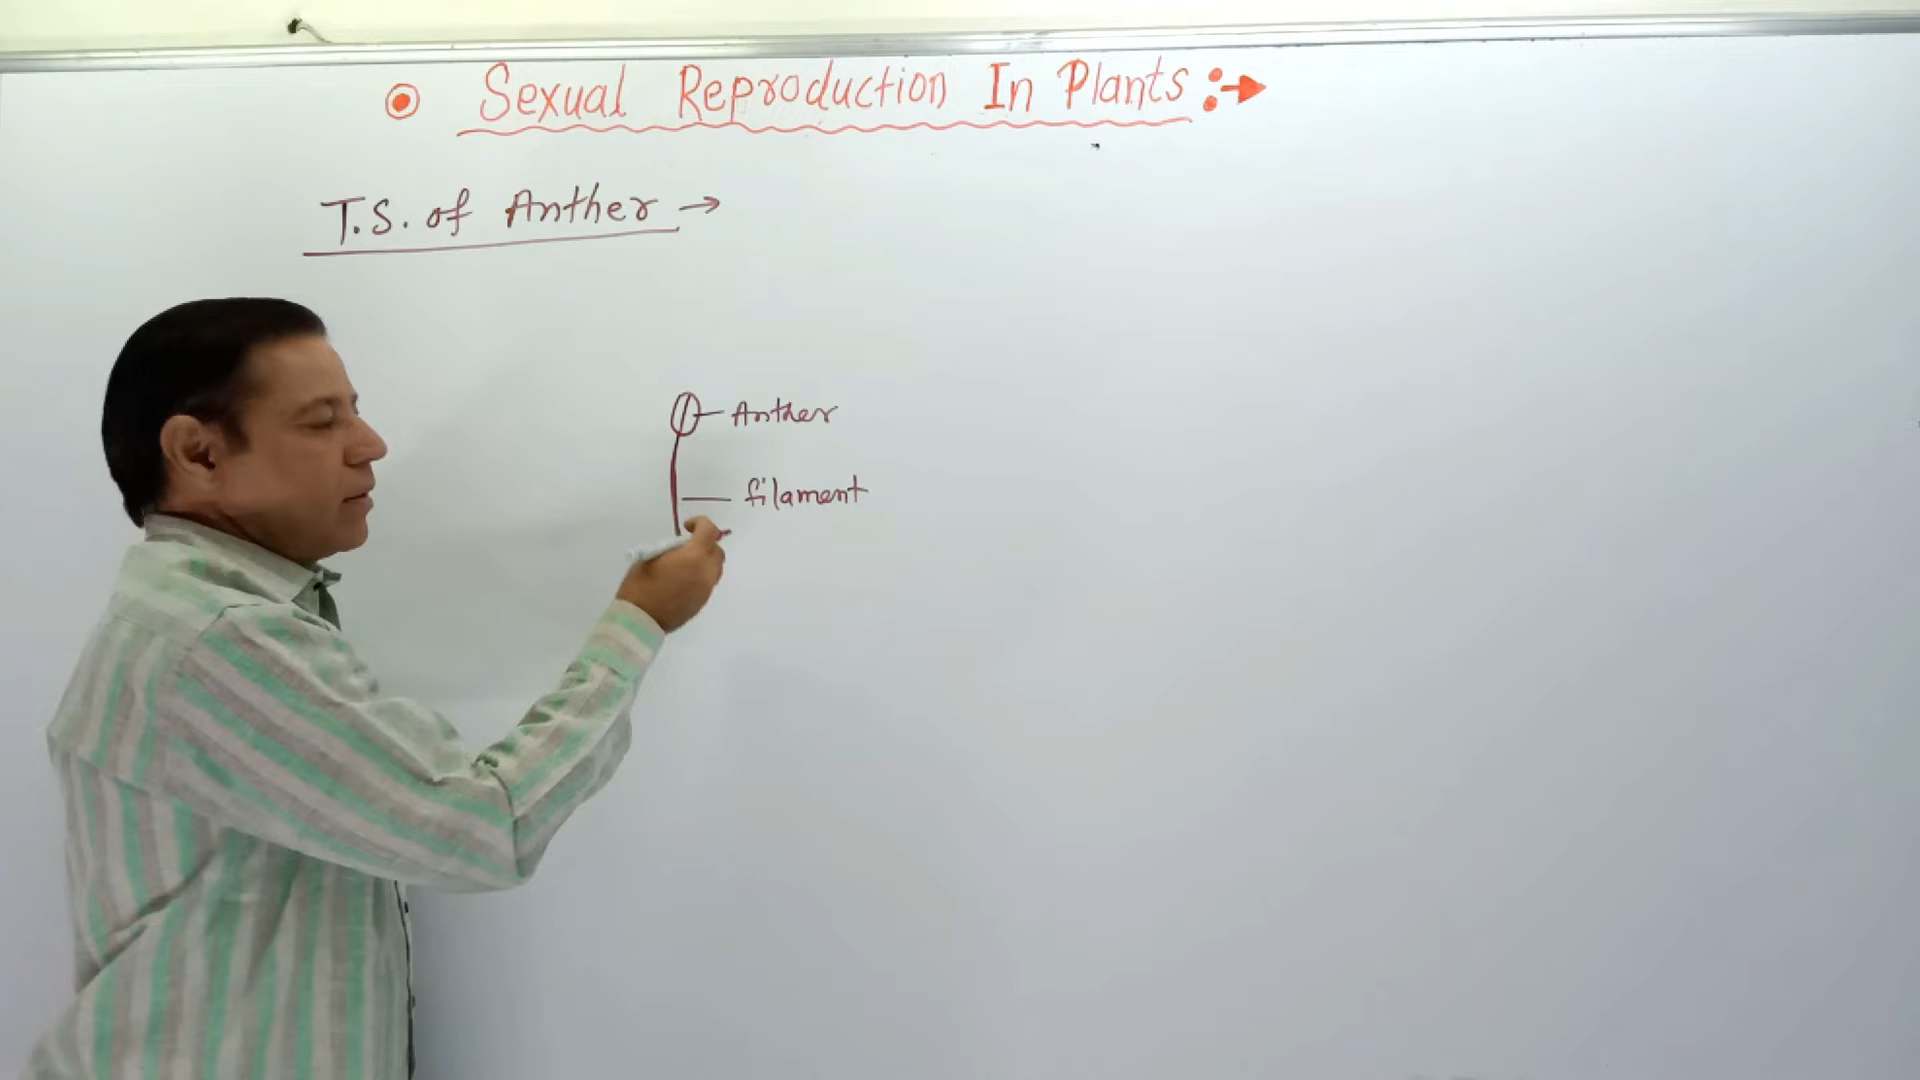 Sexual Reproduction In Plants :→
T.S. of Anther →
Anther
filament